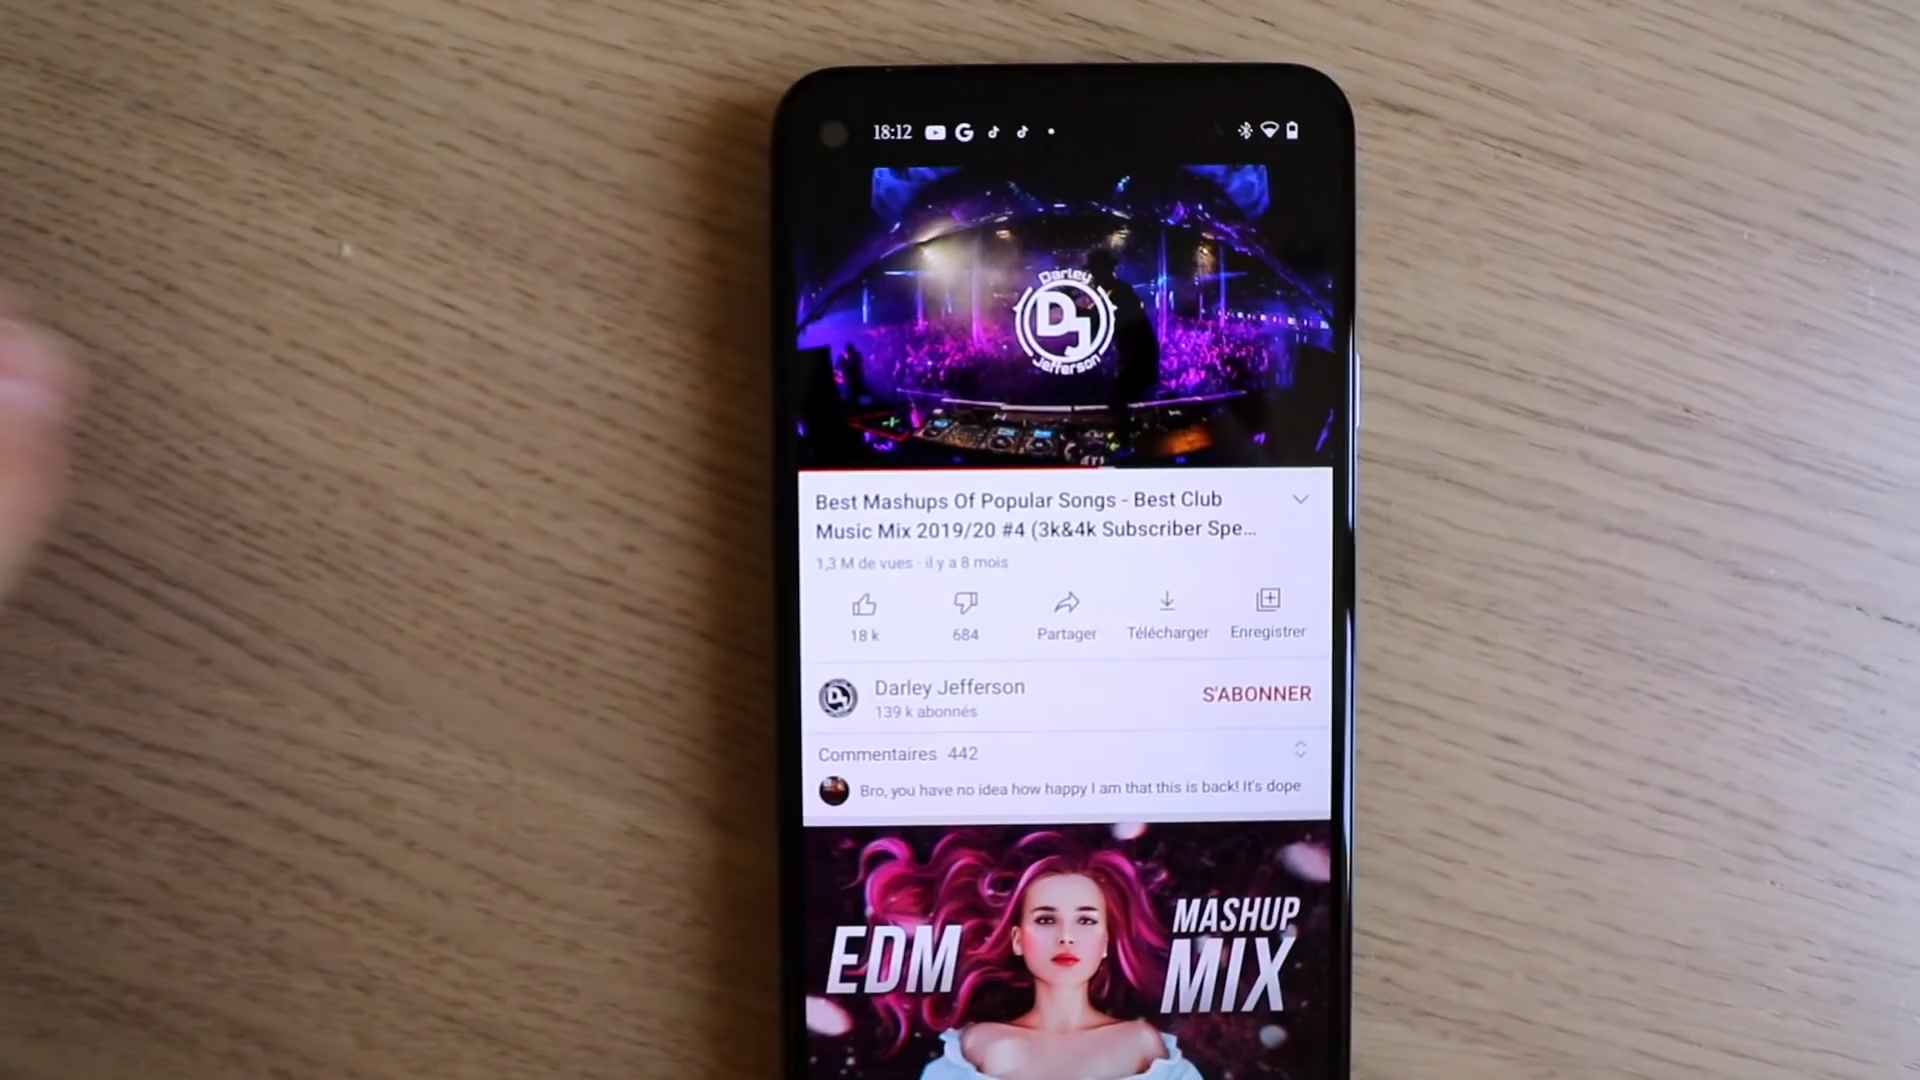 18:12
Darley
DJ
Jefferson
Best Mashups Of Popular Songs - Best Club
Music Mix 2019/20 #4 (3k&4k Subscriber Spe...
1,3 M de vues · il y a 8 mois
18 k
684
Partager
Télécharger
Enregistrer
DJ
Darley Jefferson
139 k abonnés
S'ABONNER
Commentaires 442
Bro, you have no idea how happy I am that this is back! It's dope
EDM
MASHUP
MIX